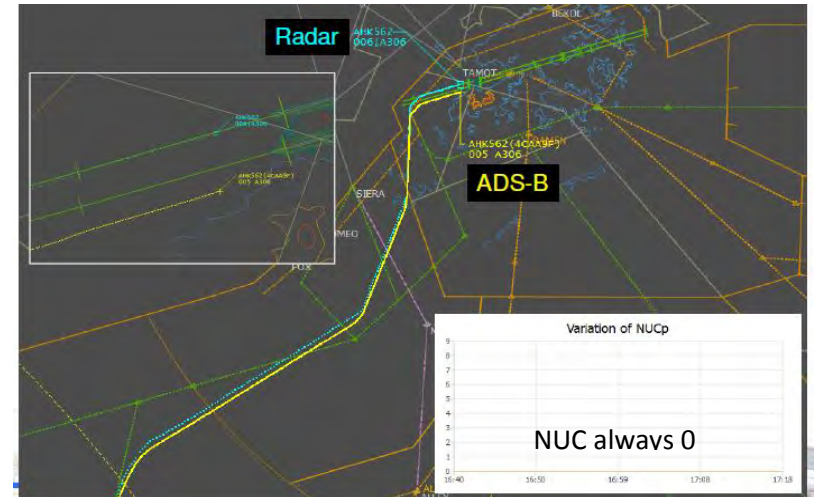 Radar
AHK562
006↓A306
BEKOL
TAMOT
AHK562(4CAA9F)
005 A306
ADS-B
SIERA
Variation of NUCp
9
8
7
6
5
4
3
2
1
0
NUC always 0
16:40
16:50
16:59
17:08
17:18